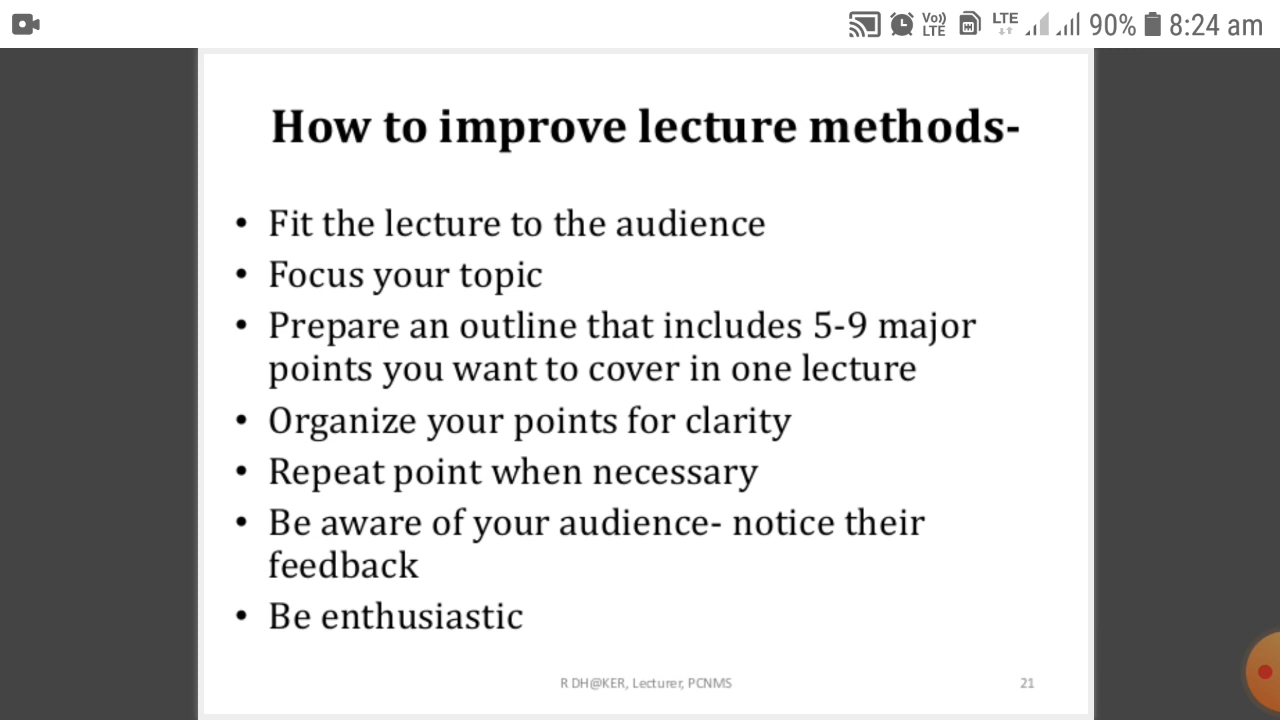 Vo))
LTE
LTE
90%
8:24 am
How to improve lecture methods-
• Fit the lecture to the audience
• Focus your topic
• Prepare an outline that includes 5-9 major
points you want to cover in one lecture
• Organize your points for clarity
• Repeat point when necessary
• Be aware of your audience- notice their
feedback
• Be enthusiastic
R DH@KER, Lecturer, PCNMS
21